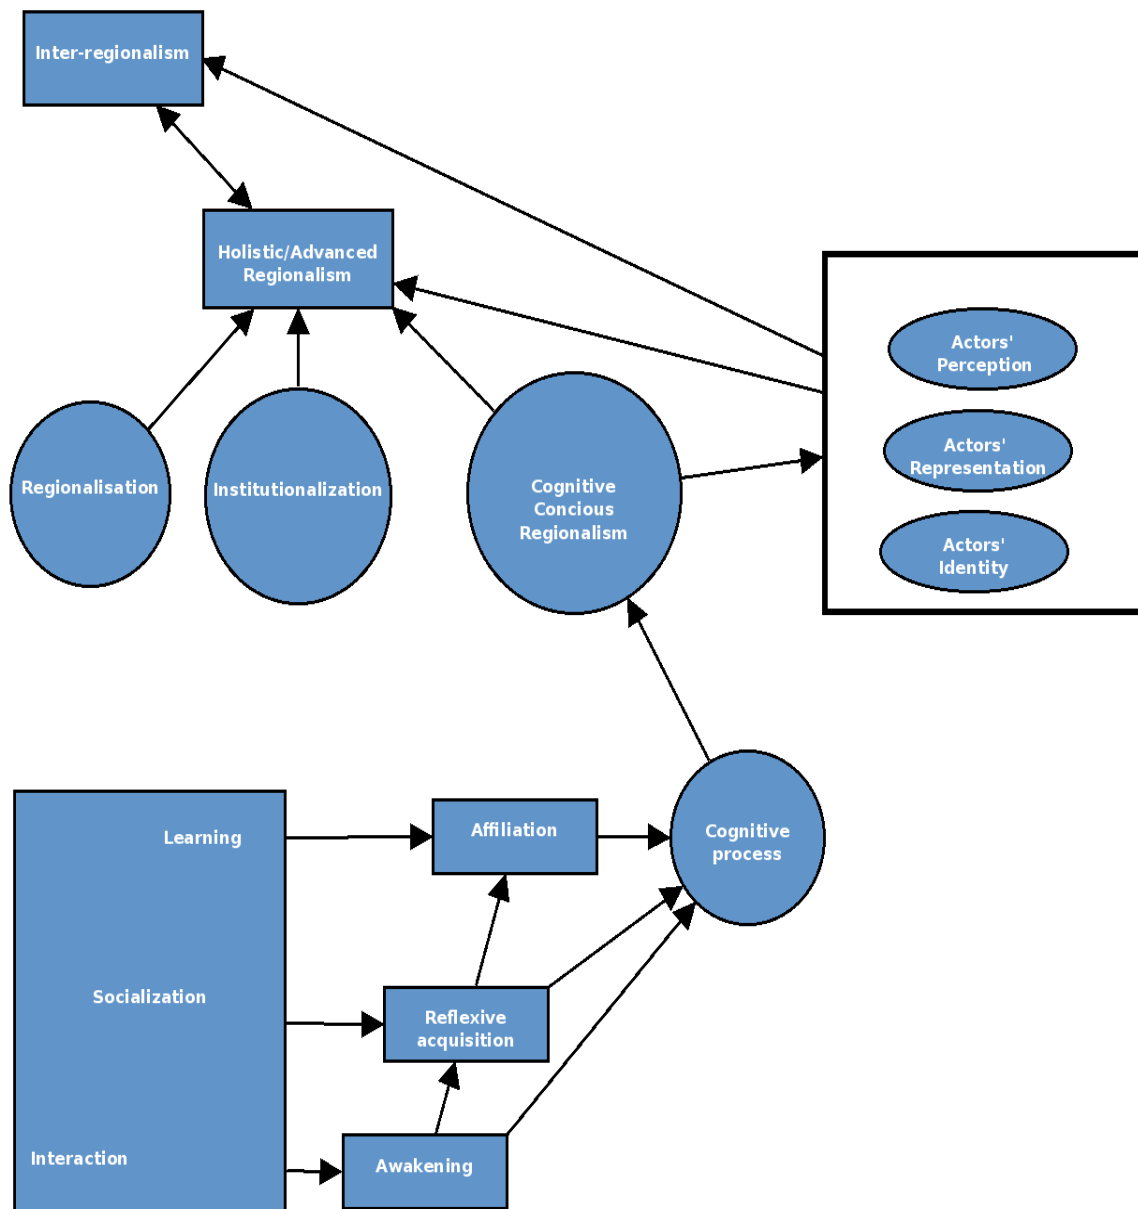 Inter-regionalism
Holistic/Advanced
Regionalism
Actors'
Perception
Actors'
Representation
Actors'
Identity
Regionalisation
Institutionalization
Cognitive
Concious
Regionalism
Learning
Affiliation
Cognitive
process
Socialization
Reflexive
acquisition
Interaction
Awakening